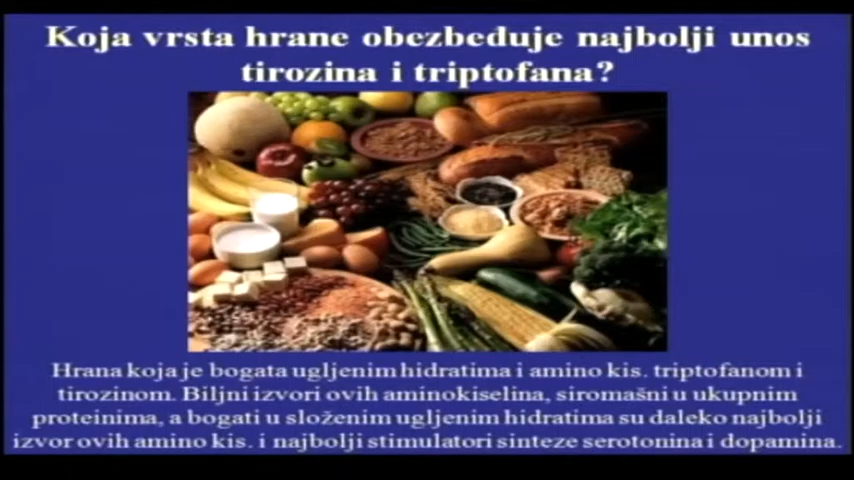 Koja vrsta hrane obezbeđuje najbolji unos
tirozina i triptofana?
Hrana koja je bogata ugljenim hidratima i amino kis. triptofanom i
tirozinom. Biljni izvori ovih aminokiselina, siromašni u ukupnim
proteinima, a bogati u složenim ugljenim hidratima su daleko najbolji
izvor ovih amino kis. i najbolji stimulatori sinteze serotonina i dopamina.